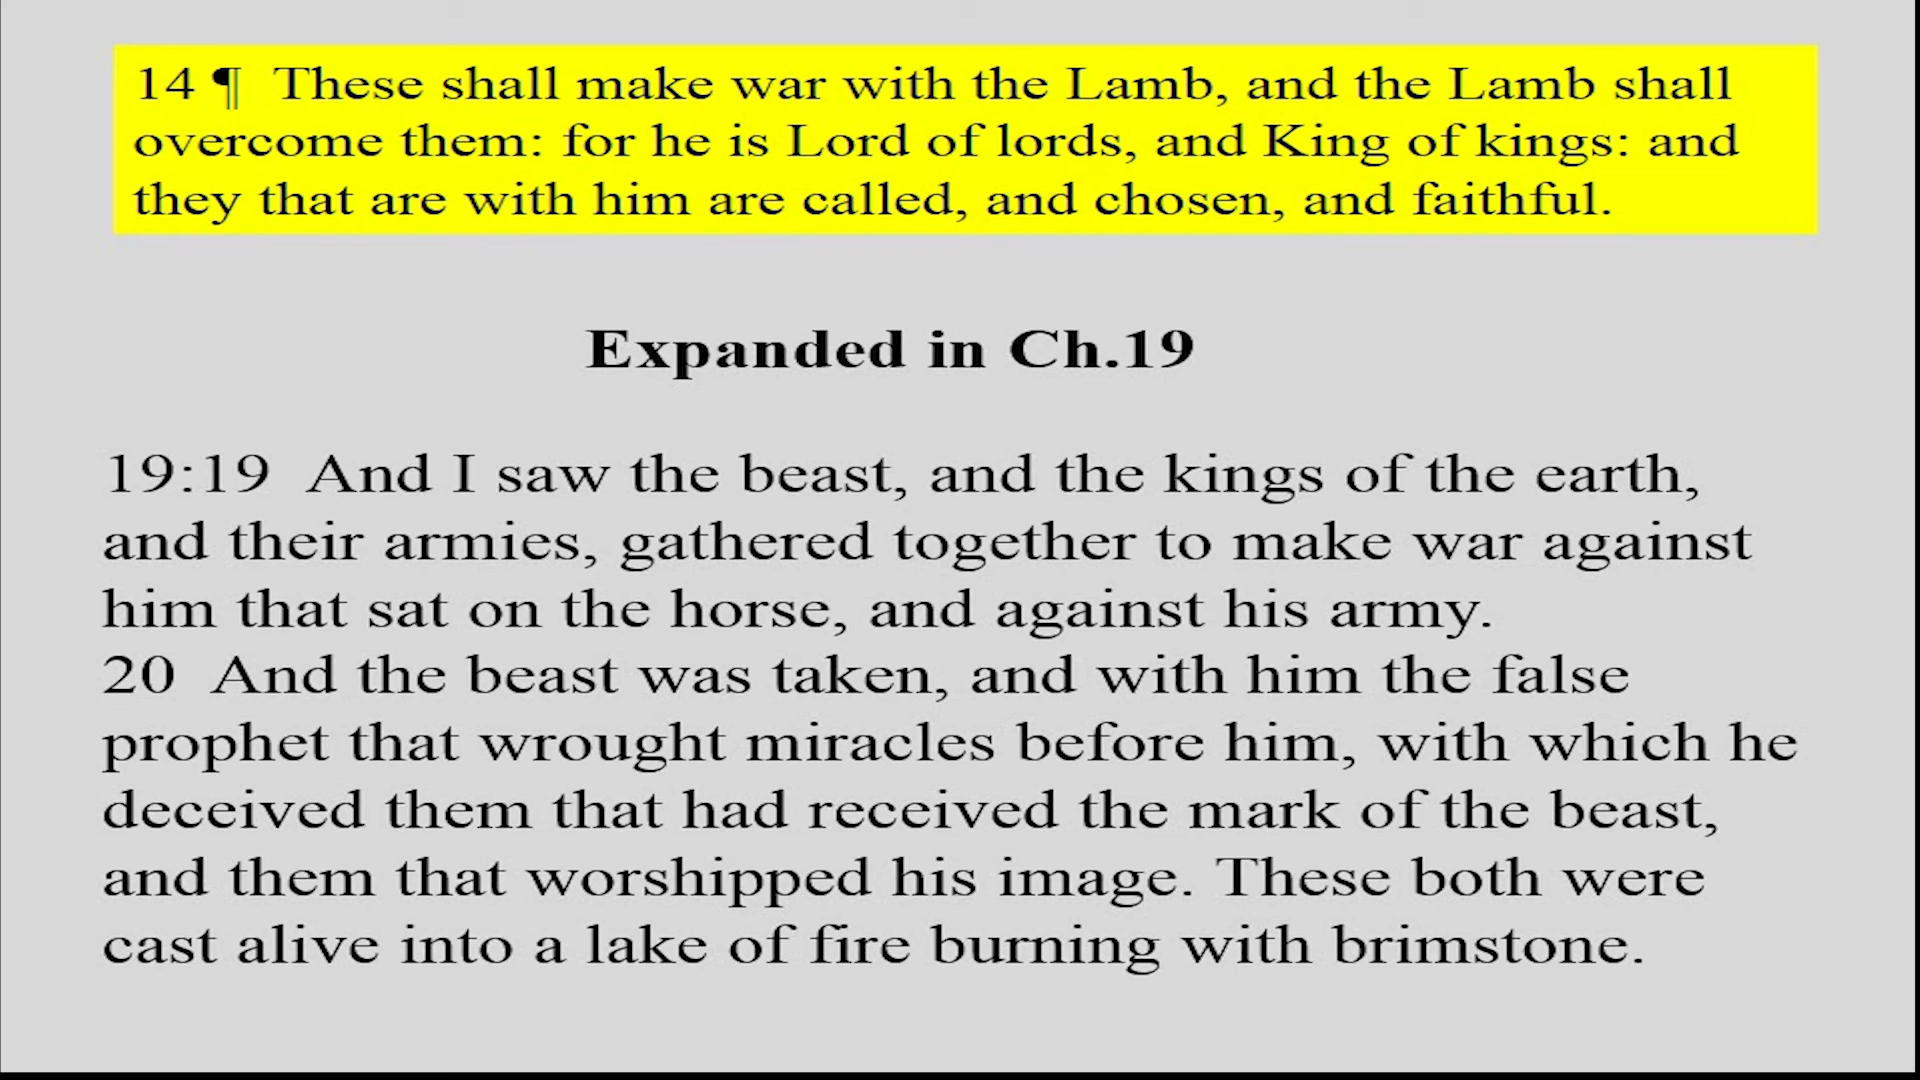 14 ¶ These shall make war with the Lamb, and the Lamb shall
overcome them: for he is Lord of lords, and King of kings: and
they that are with him are called, and chosen, and faithful.
Expanded in Ch.19
19:19 And I saw the beast, and the kings of the earth,
and their armies, gathered together to make war against
him that sat on the horse, and against his army.
20 And the beast was taken, and with him the false
prophet that wrought miracles before him, with which he
deceived them that had received the mark of the beast,
and them that worshipped his image. These both were
cast alive into a lake of fire burning with brimstone.